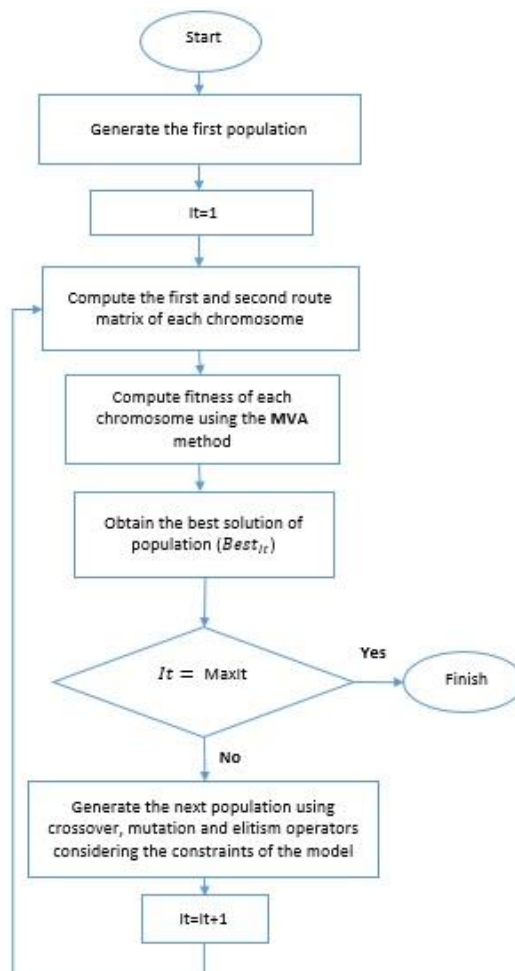 Start
Generate the first population
It=1
Compute the first and second route
matrix of each chromosome
Compute fitness of each
chromosome using the MVA
method
Obtain the best solution of
population (Best_It)
It = MaxIt
Yes
Finish
No
Generate the next population using
crossover, mutation and elitism operators
considering the constraints of the model
It=It+1